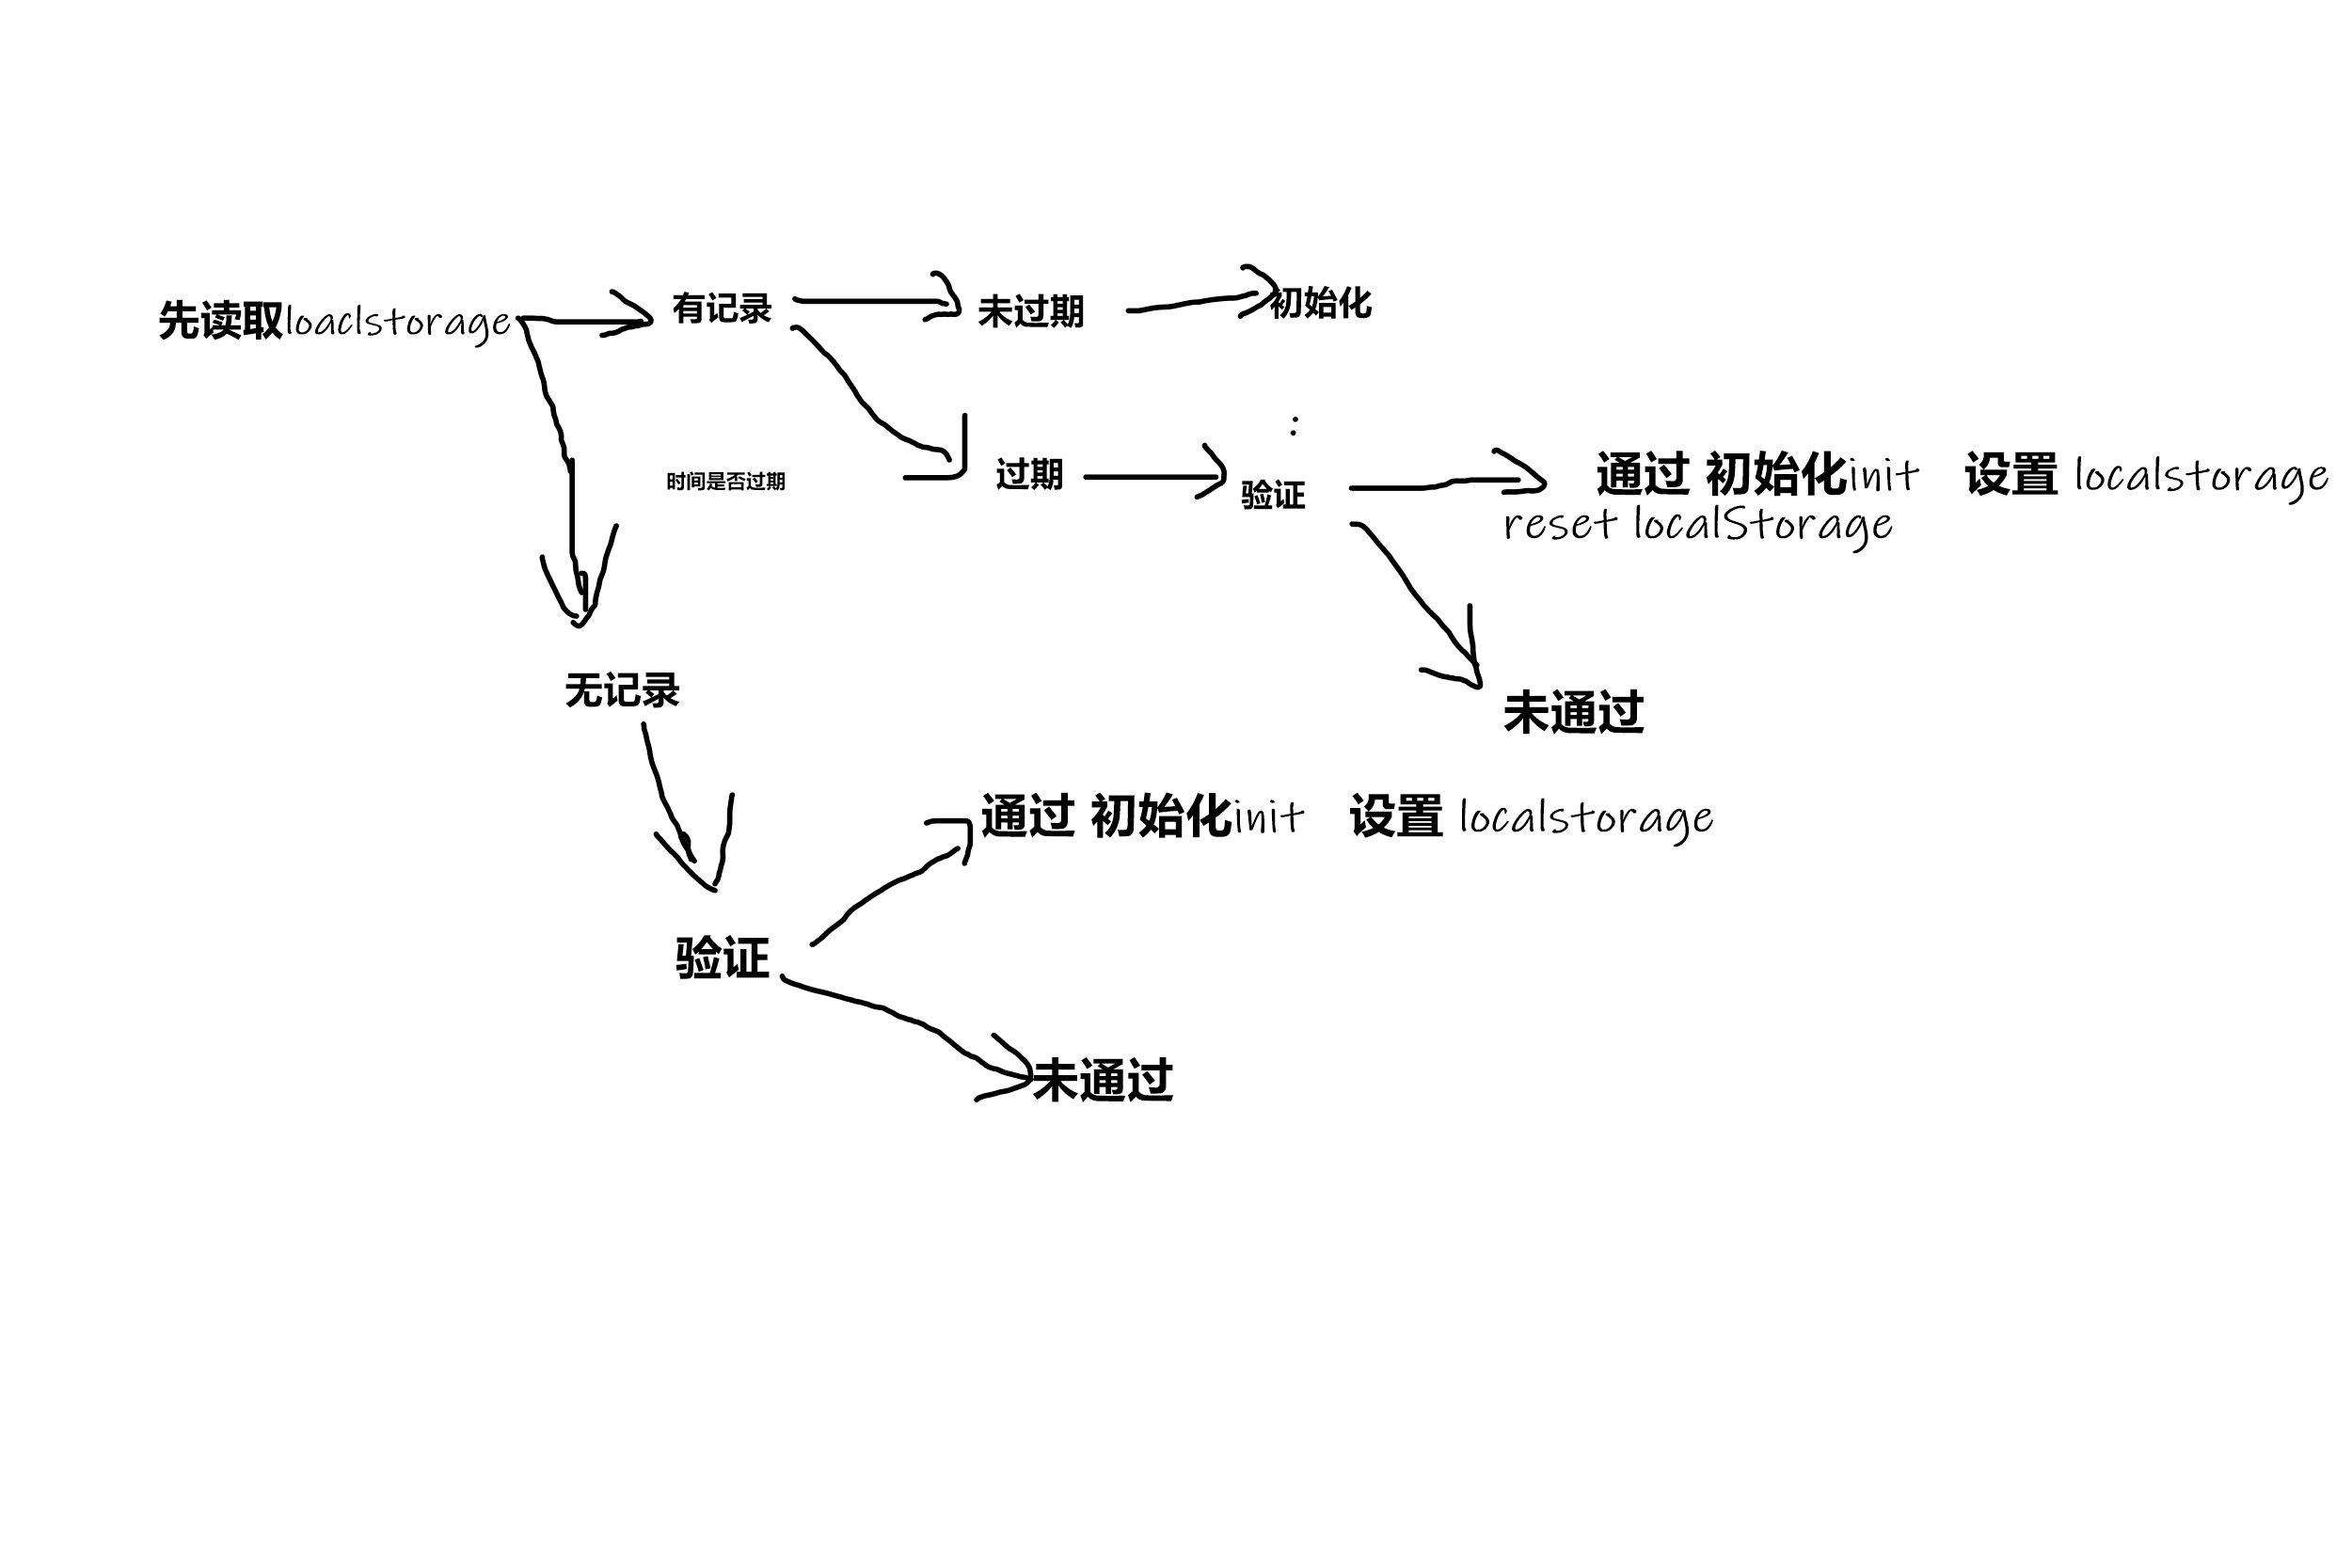 先读取loaclstorage
有记录
未过期
初始化
时间是否过期
过期
:
验证
通过 初始化init 设置 localstorage
reset localStorage
未通过
无记录
验证
通过 初始化init 设置 localstorage
未通过